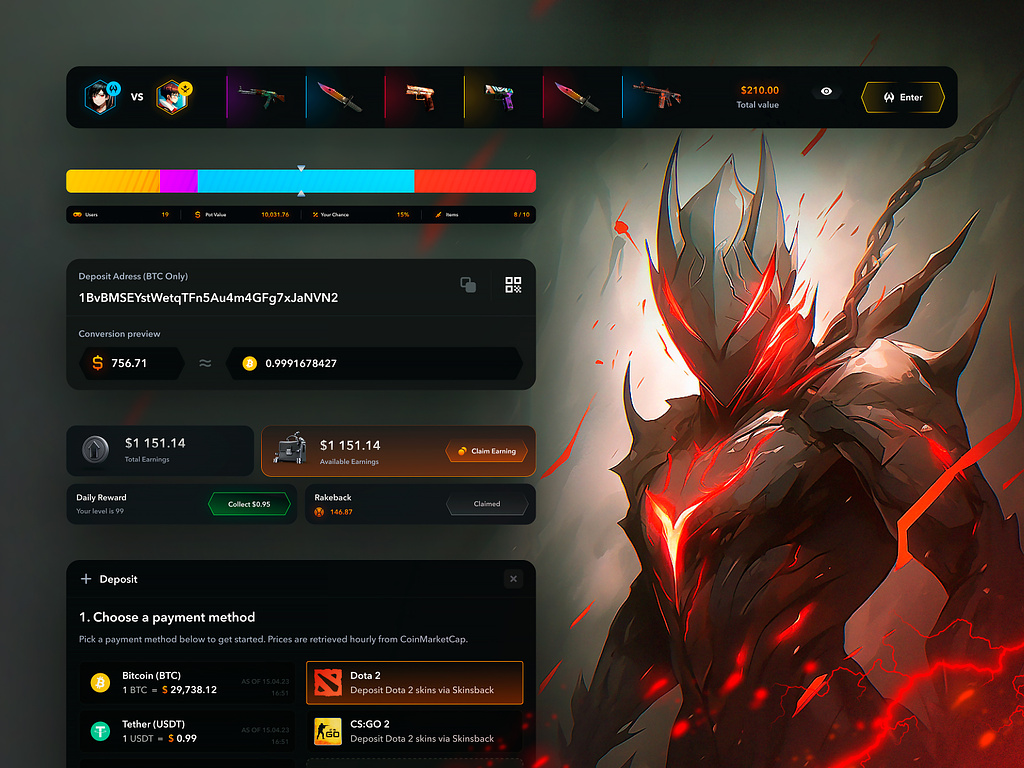 VS
$210.00
Total value
Enter
Users 19 Pot Value 10,031.76 Your Chance 15% Items 8 / 10
Deposit Adress (BTC Only)
1BvBMSEYstWetqTFn5Au4m4GFg7xJaNVN2
Conversion preview
$ 756.71 ≈ 0.9991678427
$1 151.14
Total Earnings
$1 151.14
Available Earnings
Claim Earning
Daily Reward
Your level is 99
Collect $0.95
Rakeback
146.87
Claimed
+ Deposit
1. Choose a payment method
Pick a payment method below to get started. Prices are retrieved hourly from CoinMarketCap.
Bitcoin (BTC)
1 BTC = $ 29,738.12
AS OF 15.04.23
16:51
Dota 2
Deposit Dota 2 skins via Skinsback
Tether (USDT)
1 USDT = $ 0.99
AS OF 15.04.23
16:51
CS:GO 2
Deposit Dota 2 skins via Skinsback